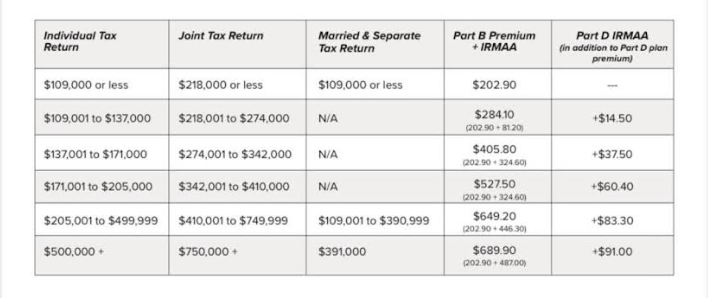 Individual Tax Return
Joint Tax Return
Married & Separate Tax Return
Part B Premium + IRMAA
Part D IRMAA (in addition to Part D plan premium)
$109,000 or less
$218,000 or less
$109,000 or less
$202.90
---
$109,001 to $137,000
$218,001 to $274,000
N/A
$284.10
(202.90 + 81.20)
+$14.50
$137,001 to $171,000
$274,001 to $342,000
N/A
$405.80
(202.90 + 324.60)
+$37.50
$171,001 to $205,000
$342,001 to $410,000
N/A
$527.50
(202.90 + 324.60)
+$60.40
$205,001 to $499,999
$410,001 to $749,999
$109,001 to $390,999
$649.20
(202.90 + 446.30)
+$83.30
$500,000 +
$750,000 +
$391,000
$689.90
(202.90 + 487.00)
+$91.00